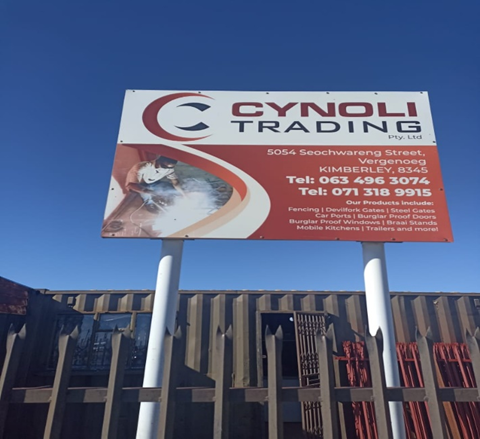 CYNOLI
TRADING
Pty. Ltd
5054 Seochwareng Street,
Vergenoeg
KIMBERLEY, 8345
Tel: 063 496 3074
Tel: 071 318 9915
Our Products include:
Fencing | Devilfork Gates | Steel Gates
Car Ports | Burglar Proof Doors
Burglar Proof Windows | Braai Stands
Mobile Kitchens | Trailers and more!